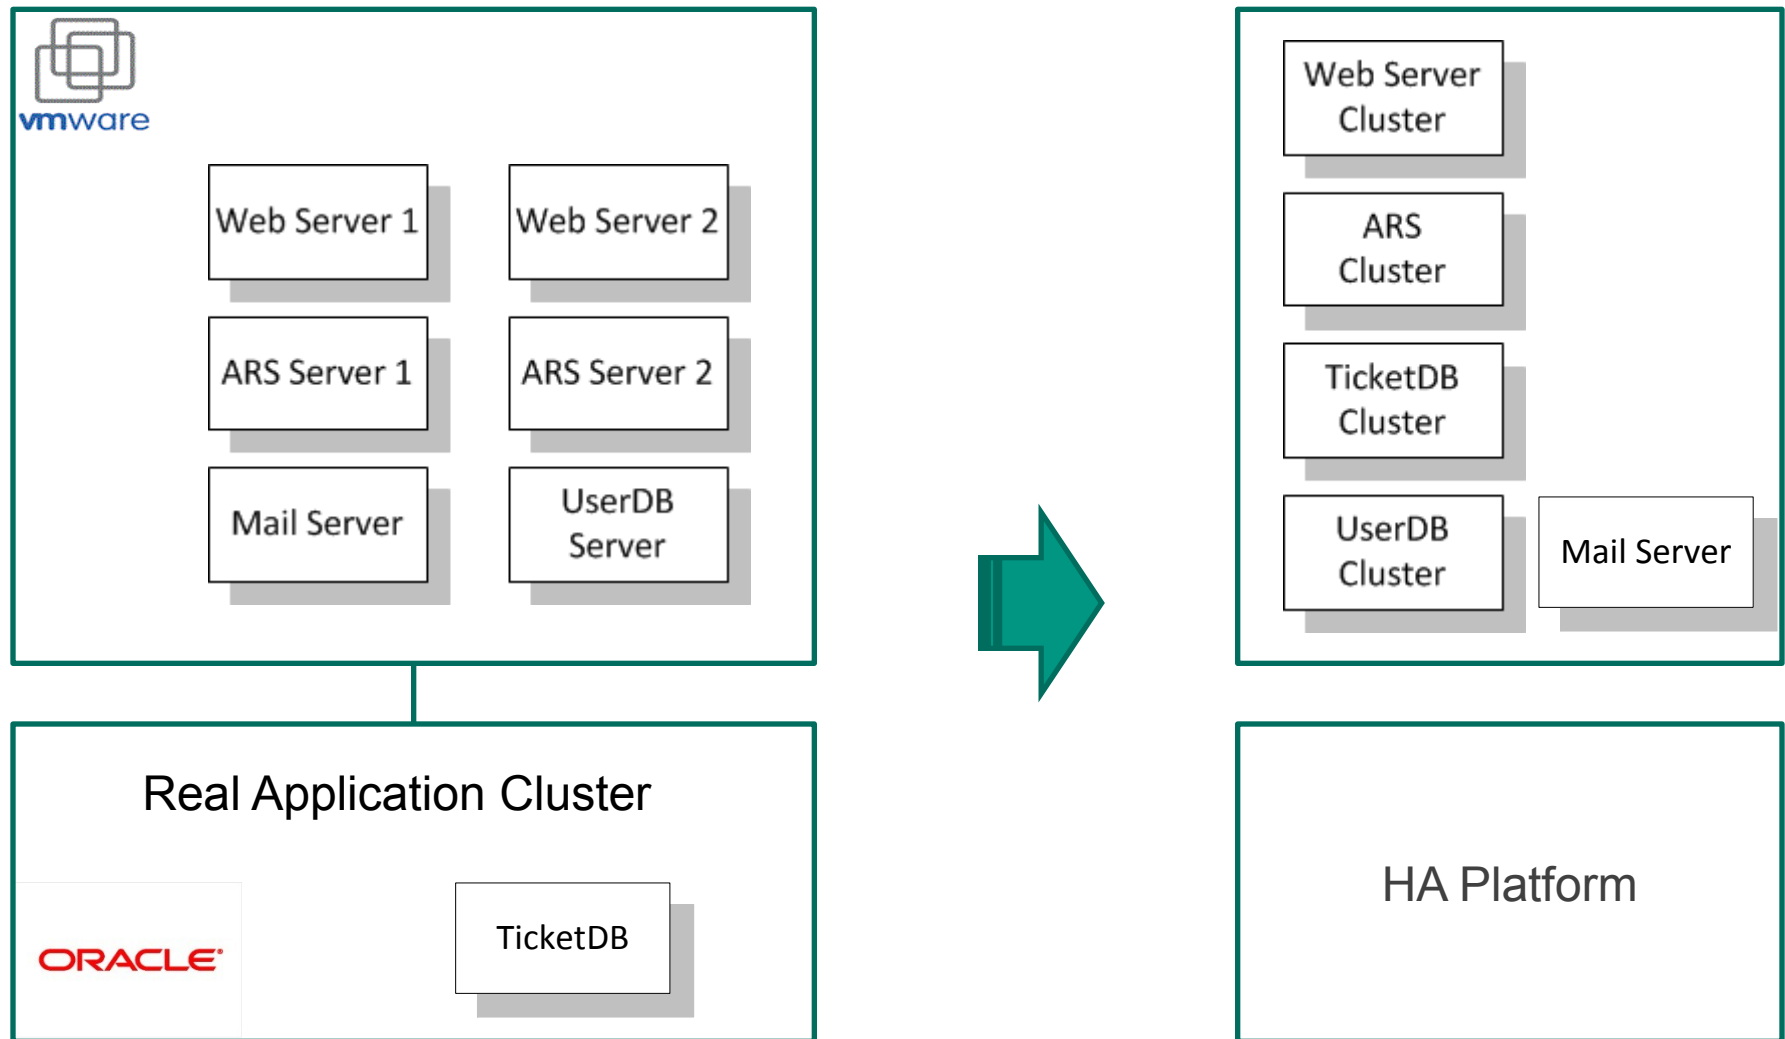 vmware
Web Server 1
Web Server 2
ARS Server 1
ARS Server 2
Mail Server
UserDB
Server
Real Application Cluster
ORACLE®
TicketDB
Web Server
Cluster
ARS
Cluster
TicketDB
Cluster
UserDB
Cluster
Mail Server
HA Platform